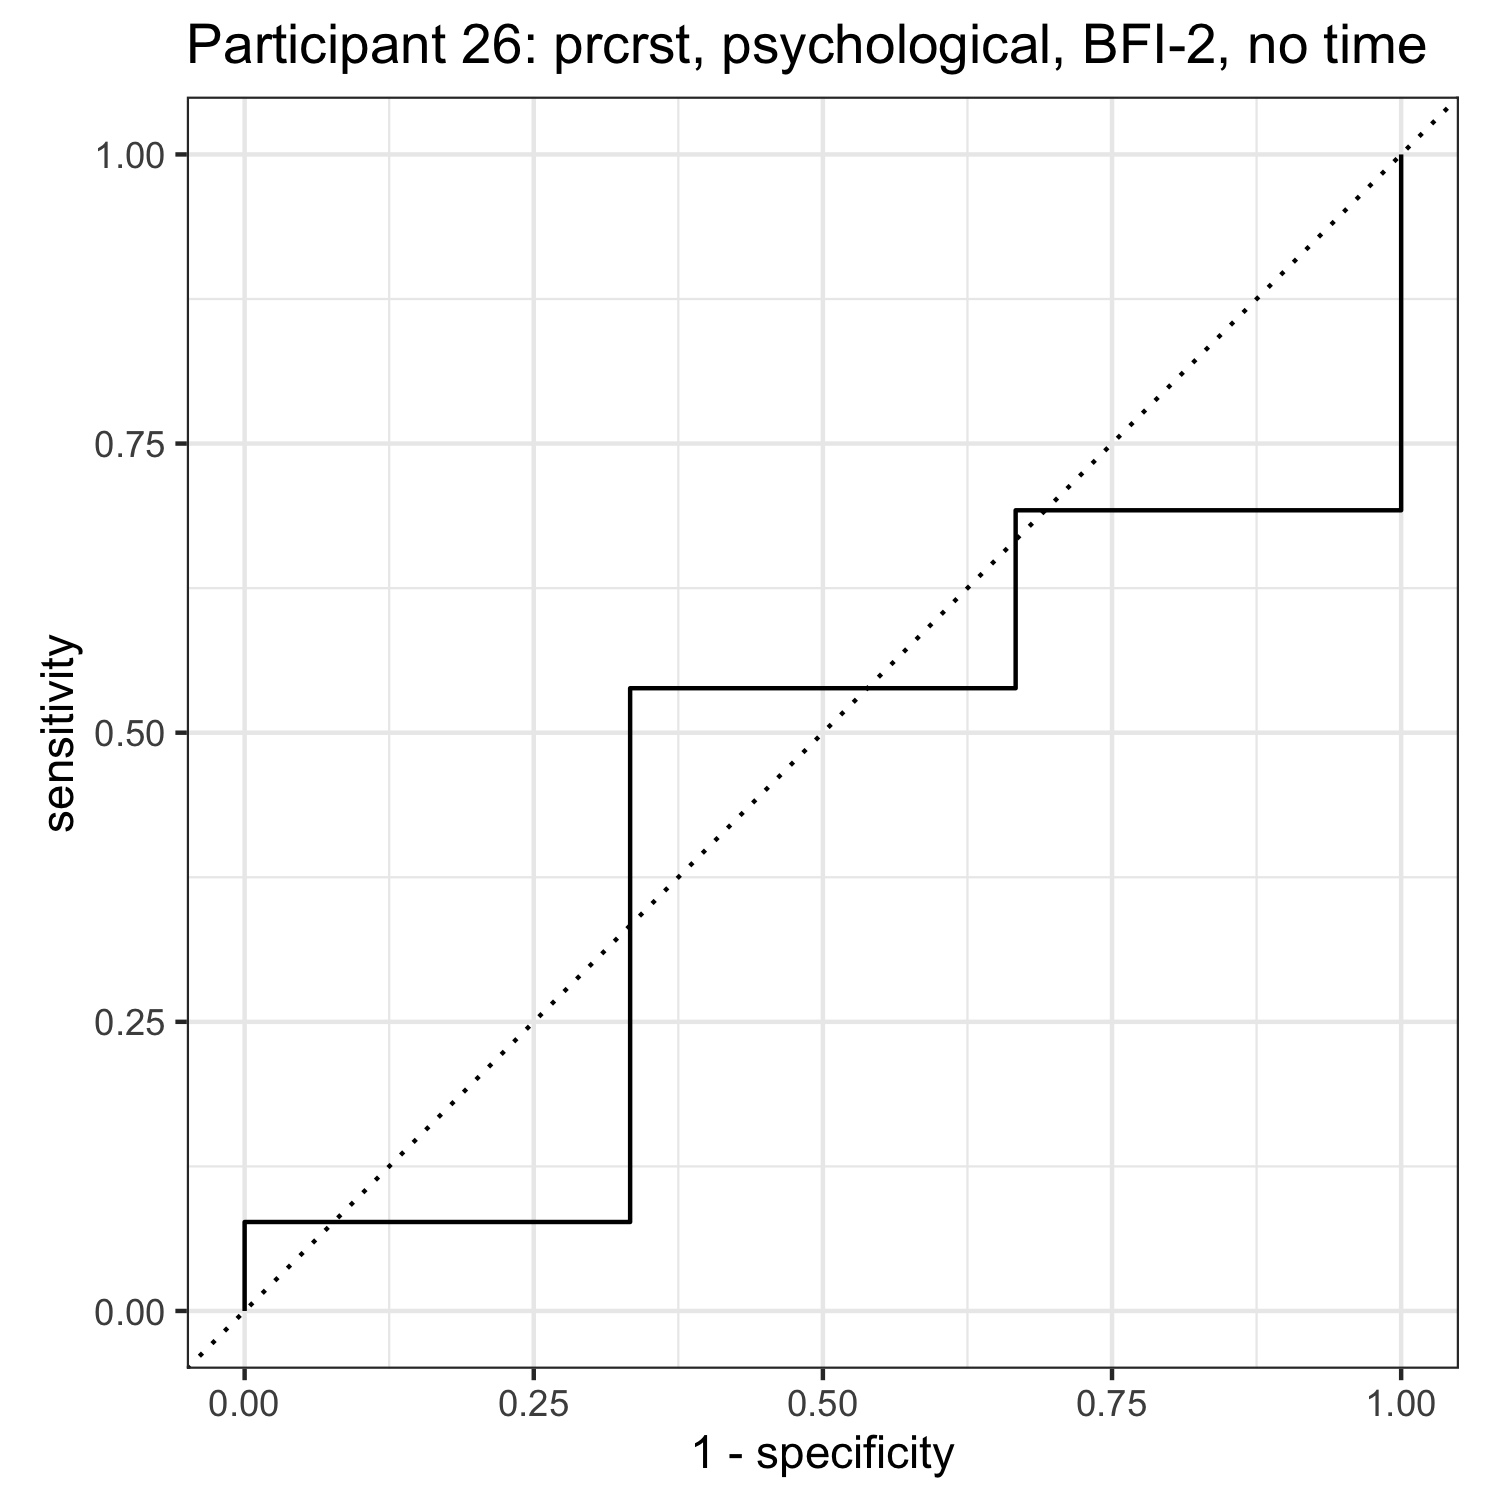 Participant 26: prcrst, psychological, BFI-2, no time
1.00
0.75
0.50
0.25
0.00
sensitivity
0.00 0.25 0.50 0.75 1.00
1 - specificity